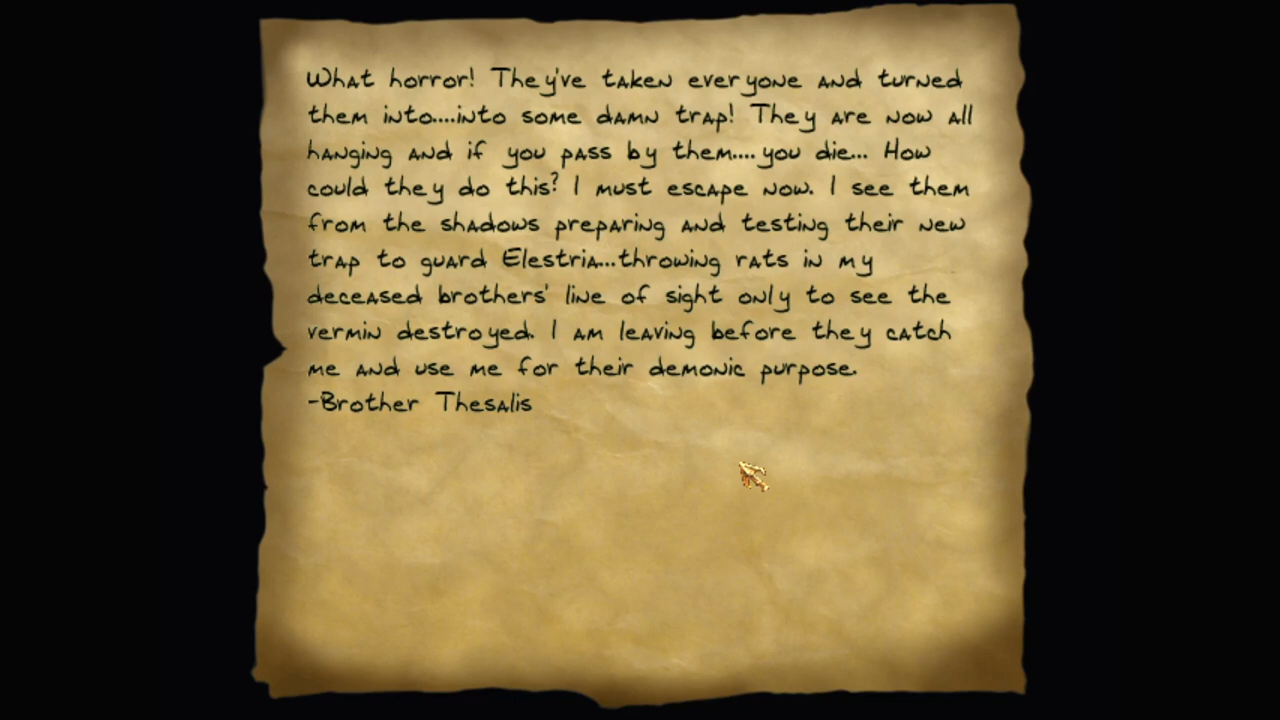 What horror! They've taken everyone and turned
them into....into some damn trap! They are now all
hanging and if you pass by them....you die... How
could they do this? I must escape now. I see them
from the shadows preparing and testing their new
trap to guard Elestria...throwing rats in my
deceased brothers' line of sight only to see the
vermin destroyed. I am leaving before they catch
me and use me for their demonic purpose.
-Brother Thesalis